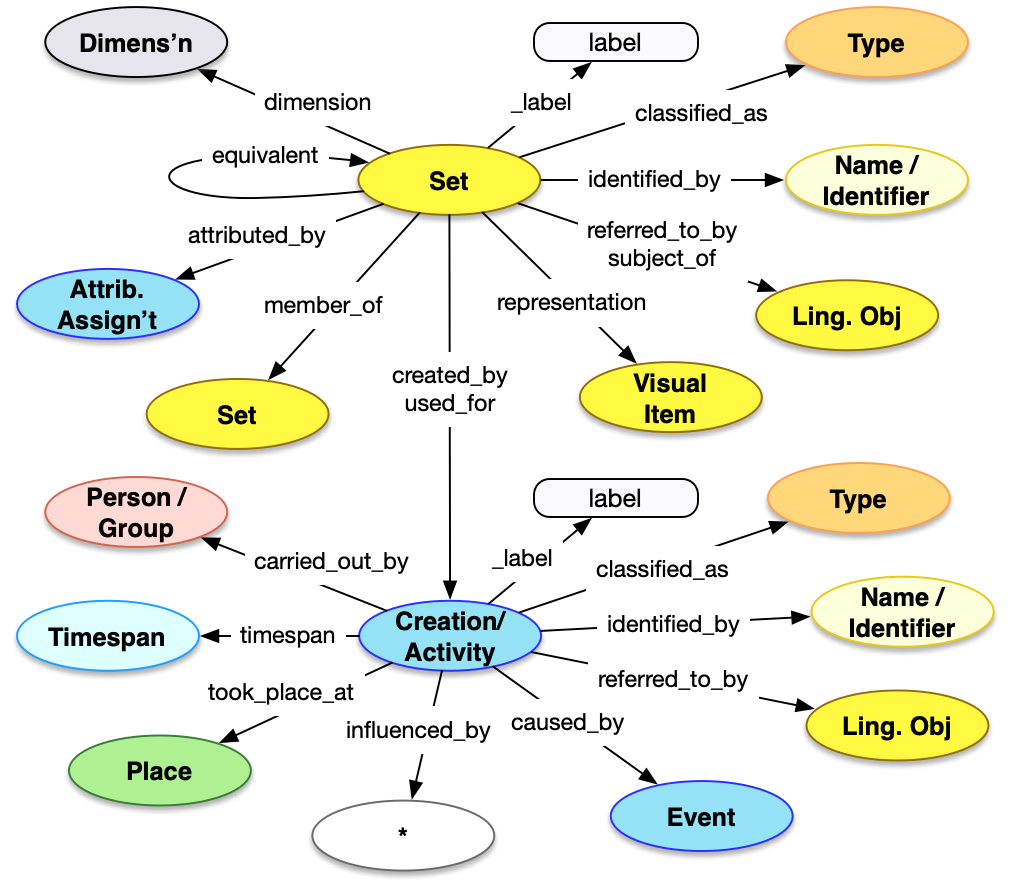 Dimens'n
label
Type
dimension
_label
classified_as
equivalent
Set
identified_by
Name /
Identifier
attributed_by
referred_to_by
subject_of
Attrib.
Assign't
member_of
representation
Ling. Obj
created_by
used_for
Set
Visual
Item
Person /
Group
label
Type
carried_out_by
_label
classified_as
Timespan
timespan
Creation/
Activity
identified_by
Name /
Identifier
took_place_at
referred_to_by
influenced_by
caused_by
Ling. Obj
Place
*
Event